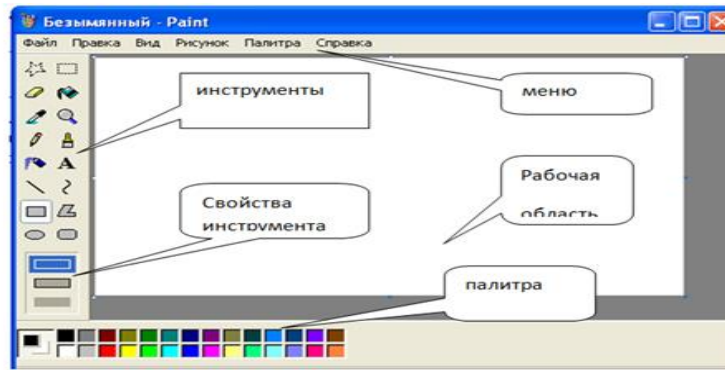 Безымянный - Paint
Файл Правка Вид Рисунок Палитра Справка
A
инструменты
меню
Рабочая
область
Свойства
инструмента
палитра